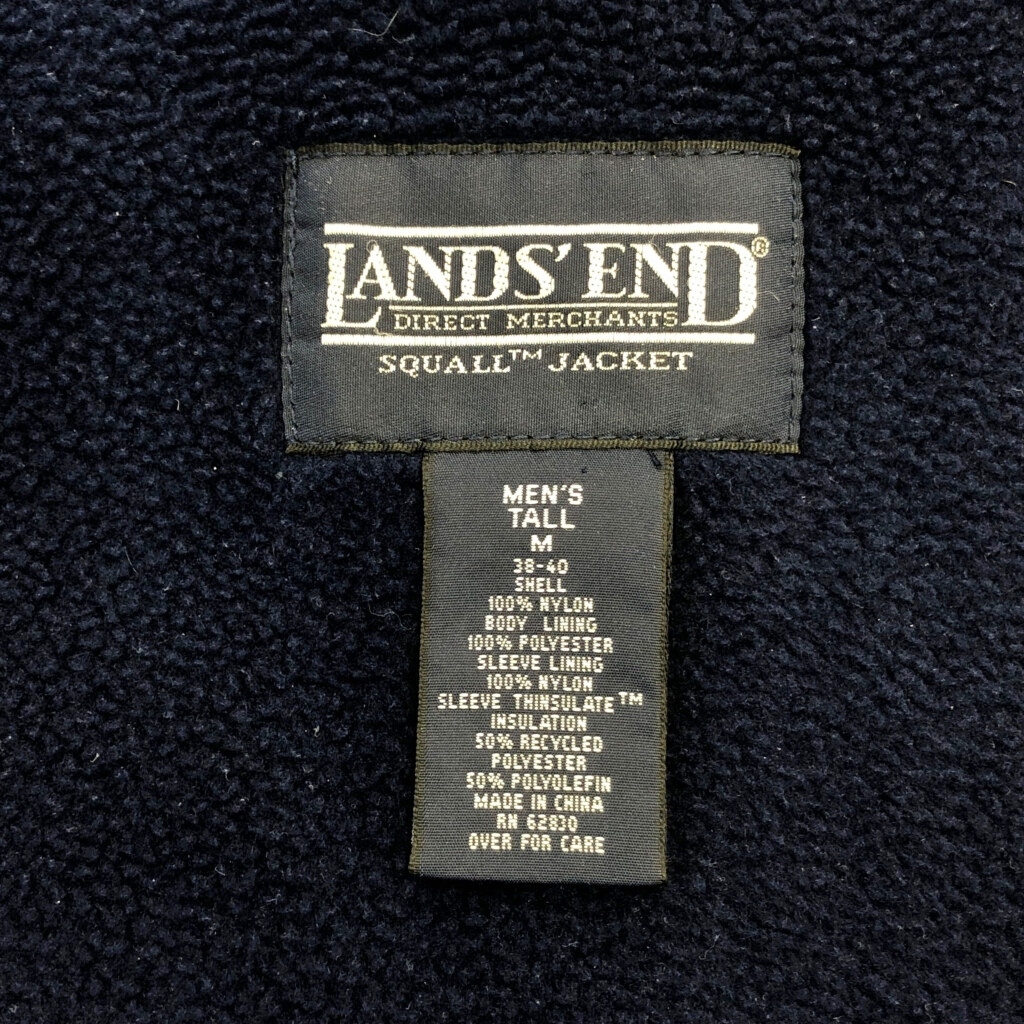 LANDS' END®
DIRECT MERCHANTS
SQUALL™ JACKET
MEN'S
TALL
M
38-40
SHELL
100% NYLON
BODY LINING
100% POLYESTER
SLEEVE LINING
100% NYLON
SLEEVE THINSULATE™
INSULATION
50% RECYCLED
POLYESTER
50% POLYOLEFIN
MADE IN CHINA
RN 62830
OVER FOR CARE